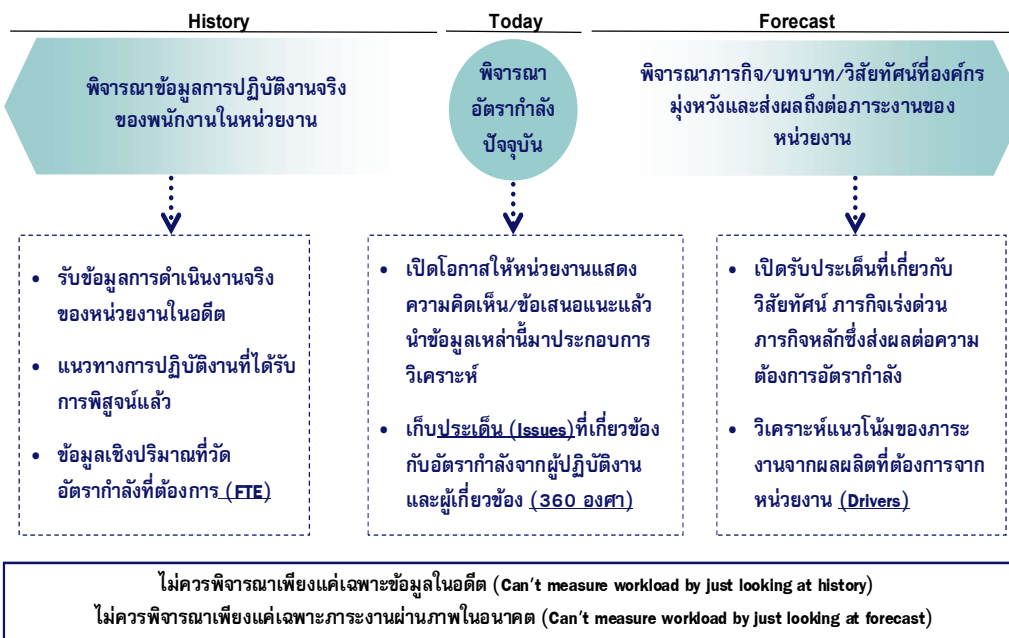 History
Today
Forecast
พิจารณาข้อมูลการปฏิบัติงานจริง
ของพนักงานในหน่วยงาน
พิจารณา
อัตรากำลัง
ปัจจุบัน
พิจารณาภารกิจ/บทบาท/วิสัยทัศน์ที่องค์กร
มุ่งหวังและส่งผลถึงต่อภาระงานของ
หน่วยงาน
• รับข้อมูลการดำเนินงานจริง
ของหน่วยงานในอดีต
• แนวทางการปฏิบัติงานที่ได้รับ
การพิสูจน์แล้ว
• ข้อมูลเชิงปริมาณที่วัด
อัตรากำลังที่ต้องการ (FTE)
• เปิดโอกาสให้หน่วยงานแสดง
ความคิดเห็น/ข้อเสนอแนะแล้ว
นำข้อมูลเหล่านี้มาประกอบการ
วิเคราะห์
• เก็บประเด็น (Issues)ที่เกี่ยวข้อง
กับอัตรากำลังจากผู้ปฏิบัติงาน
และผู้เกี่ยวข้อง (360 องศา)
• เปิดรับประเด็นที่เกี่ยวกับ
วิสัยทัศน์ ภารกิจเร่งด่วน
ภารกิจหลักซึ่งส่งผลต่อความ
ต้องการอัตรากำลัง
• วิเคราะห์แนวโน้มของภาระ
งานจากผลผลิตที่ต้องการจาก
หน่วยงาน (Drivers)
ไม่ควรพิจารณาเพียงแค่เฉพาะข้อมูลในอดีต (Can't measure workload by just looking at history)
ไม่ควรพิจารณาเพียงแค่เฉพาะภาระงานผ่านภาพในอนาคต (Can't measure workload by just looking at forecast)